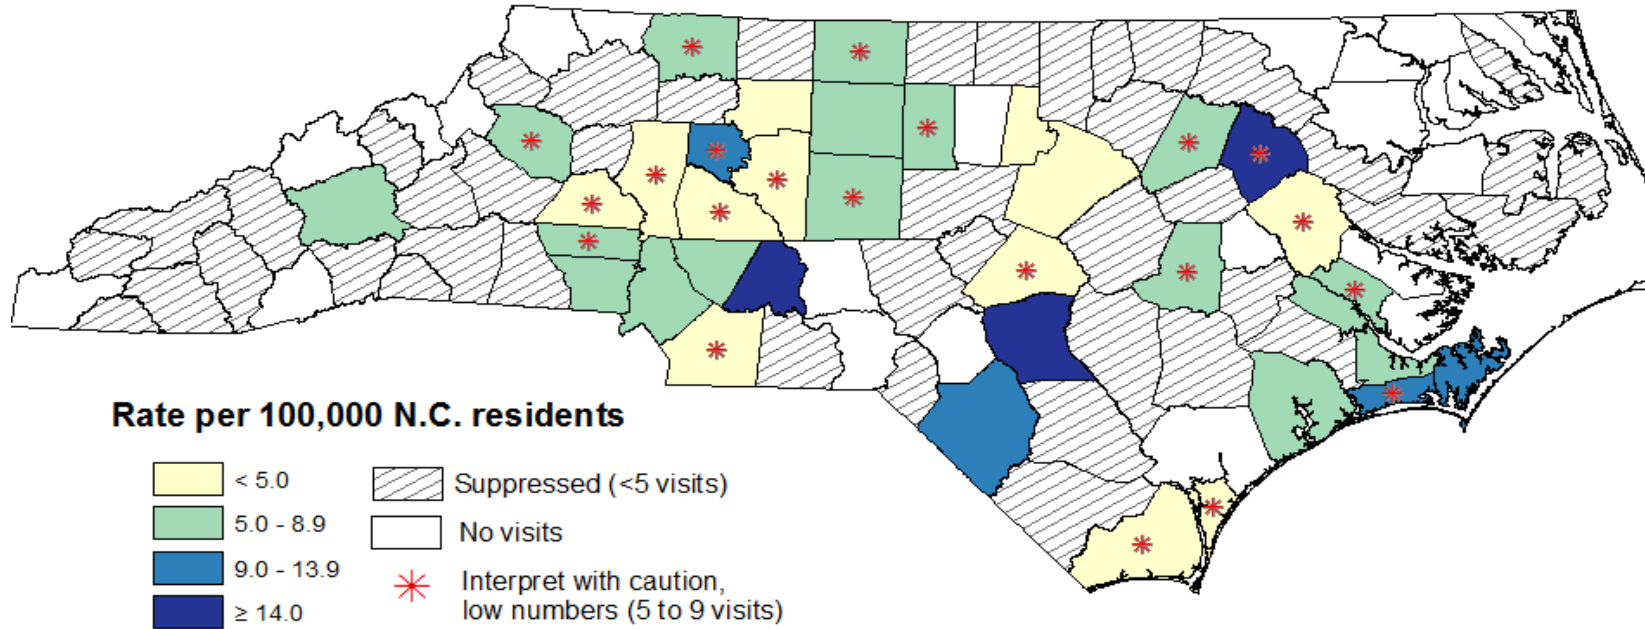 Rate per 100,000 N.C. residents
< 5.0
5.0 - 8.9
9.0 - 13.9
≥ 14.0
Suppressed (<5 visits)
No visits
Interpret with caution,
low numbers (5 to 9 visits)